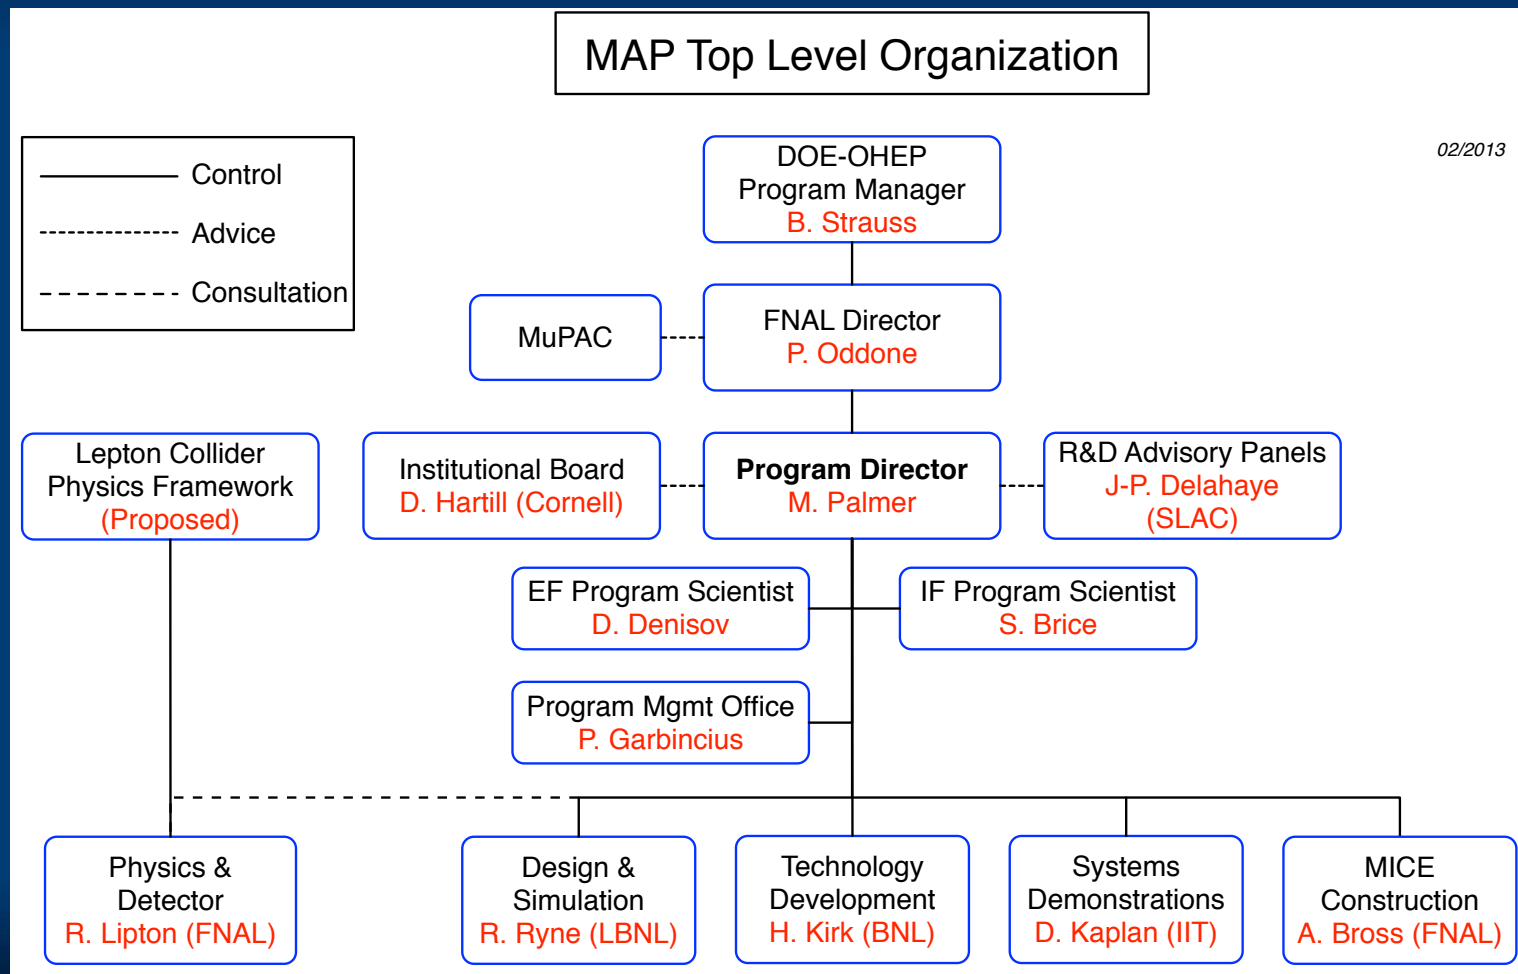 MAP Top Level Organization
02/2013
Control
Advice
Consultation
DOE-OHEP
Program Manager
B. Strauss
MuPAC
FNAL Director
P. Oddone
Lepton Collider
Physics Framework
(Proposed)
Institutional Board
D. Hartill (Cornell)
Program Director
M. Palmer
R&D Advisory Panels
J-P. Delahaye
(SLAC)
EF Program Scientist
D. Denisov
IF Program Scientist
S. Brice
Program Mgmt Office
P. Garbincius
Physics &
Detector
R. Lipton (FNAL)
Design &
Simulation
R. Ryne (LBNL)
Technology
Development
H. Kirk (BNL)
Systems
Demonstrations
D. Kaplan (IIT)
MICE
Construction
A. Bross (FNAL)